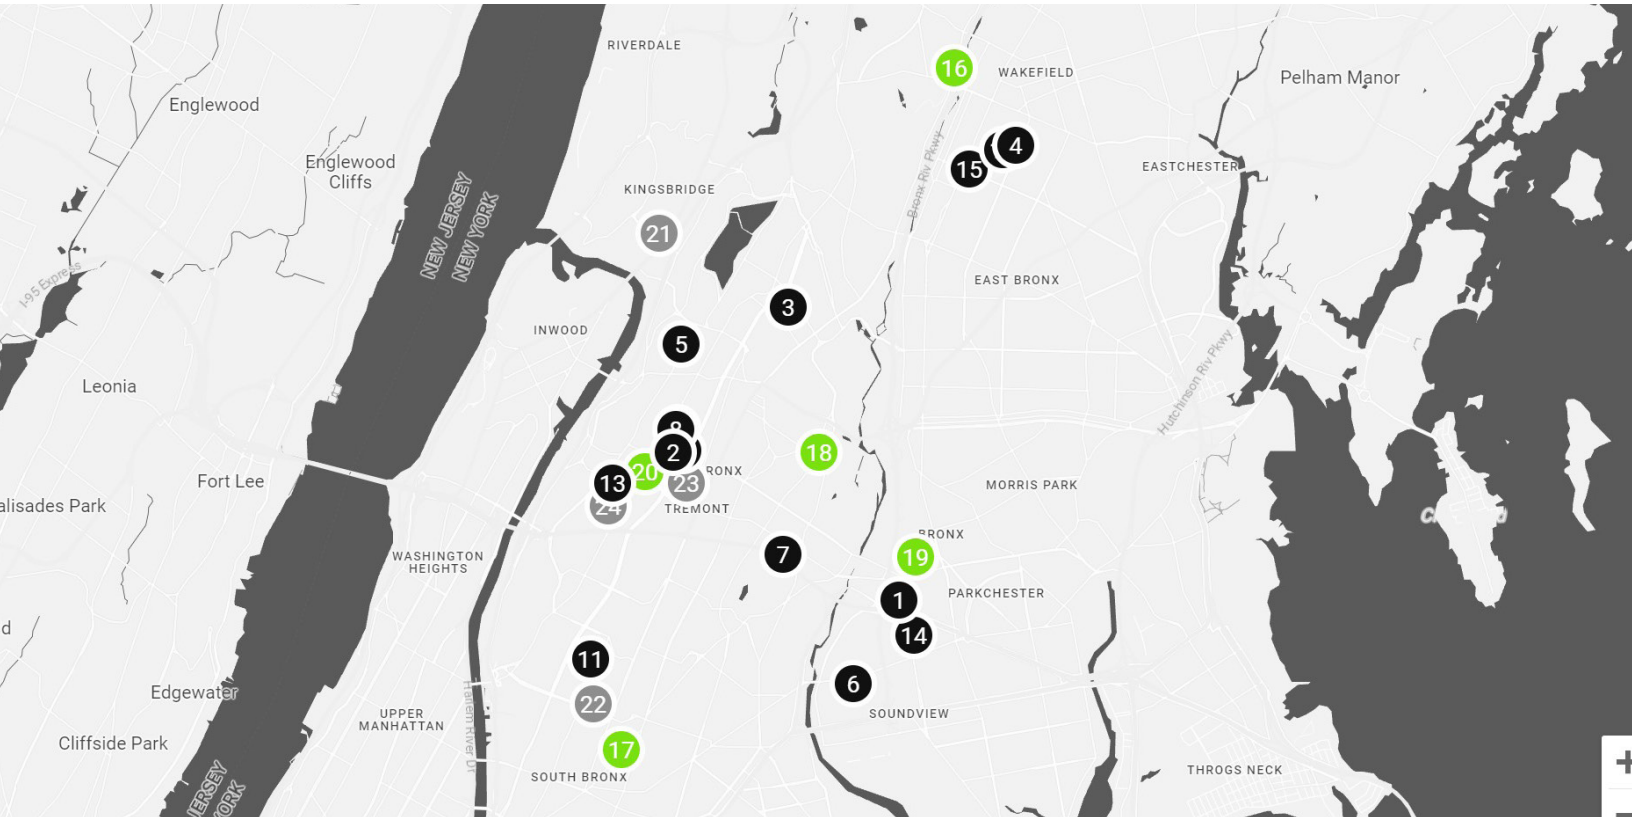 RIVERDALE
16
WAKEFIELD
Pelham Manor
Englewood
Englewood
Cliffs
Bronx Riv Pkwy
4
15
EASTCHESTER
KINGSBRIDGE
NEW JERSEY
NEW YORK
21
I-95 Express
EAST BRONX
3
INWOOD
5
Hutchinson Riv Pkwy
Leonia
8
2
18
20
RONX
13
23
Fort Lee
MORRIS PARK
alisades Park
24
TREMONT
WASHINGTON
HEIGHTS
7
BRONX
19
PARKCHESTER
1
d
14
11
6
Edgewater
22
SOUNDVIEW
UPPER
MANHATTAN
Harlem River Dr
Cliffside Park
17
SOUTH BRONX
THROGS NECK
JERSEY
YORK
+